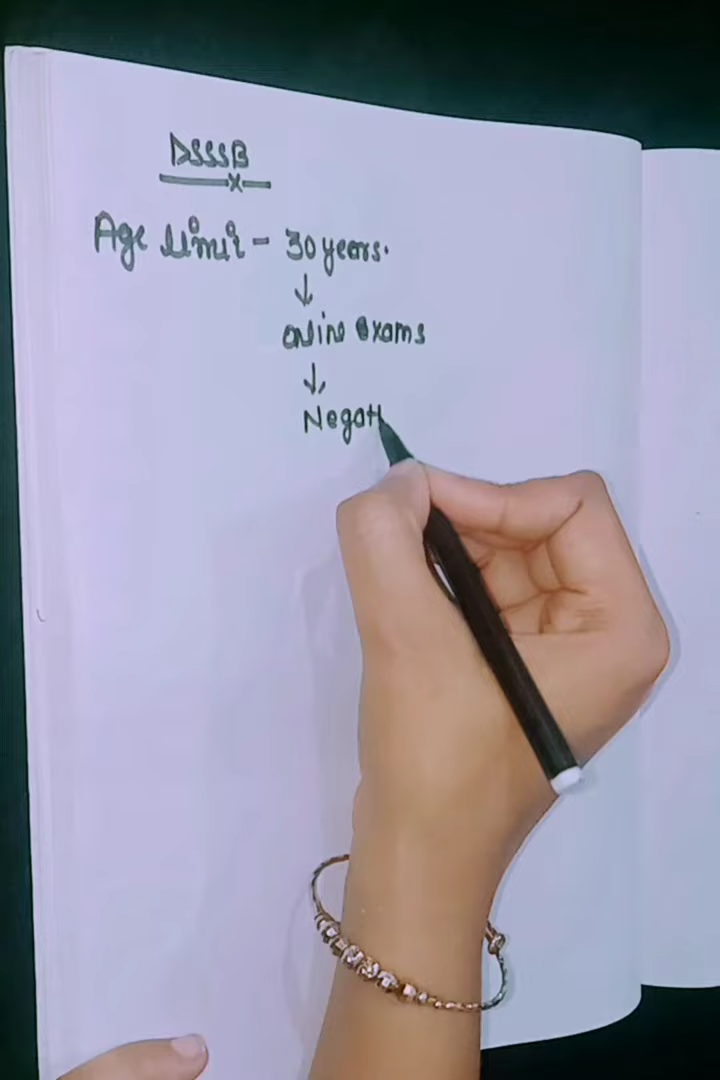 DSSSB
Age limit - 30 years.
↓
online exams
↓
Negati